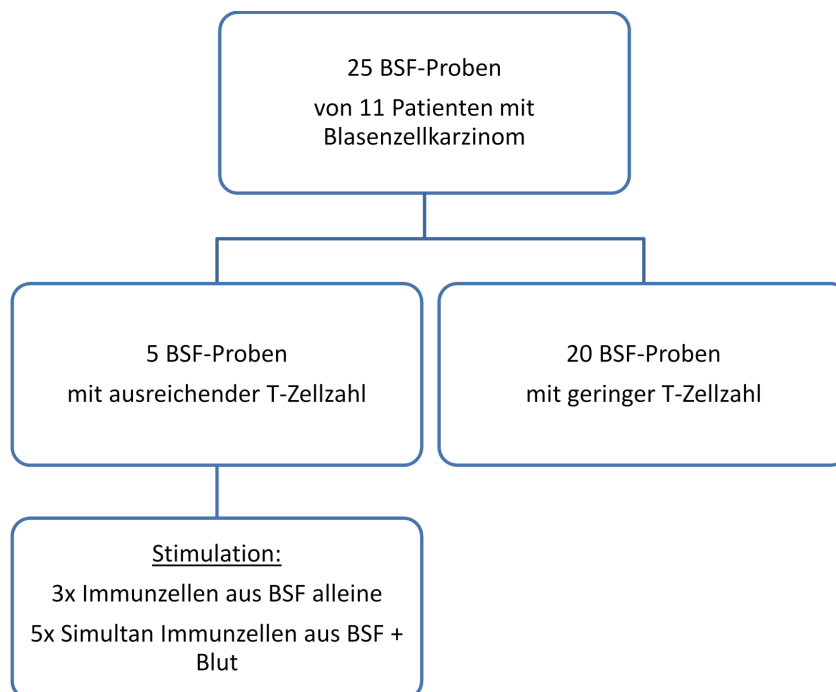 25 BSF-Proben
von 11 Patienten mit
Blasenzellkarzinom
5 BSF-Proben
mit ausreichender T-Zellzahl
20 BSF-Proben
mit geringer T-Zellzahl
Stimulation:
3x Immunzellen aus BSF alleine
5x Simultan Immunzellen aus BSF +
Blut